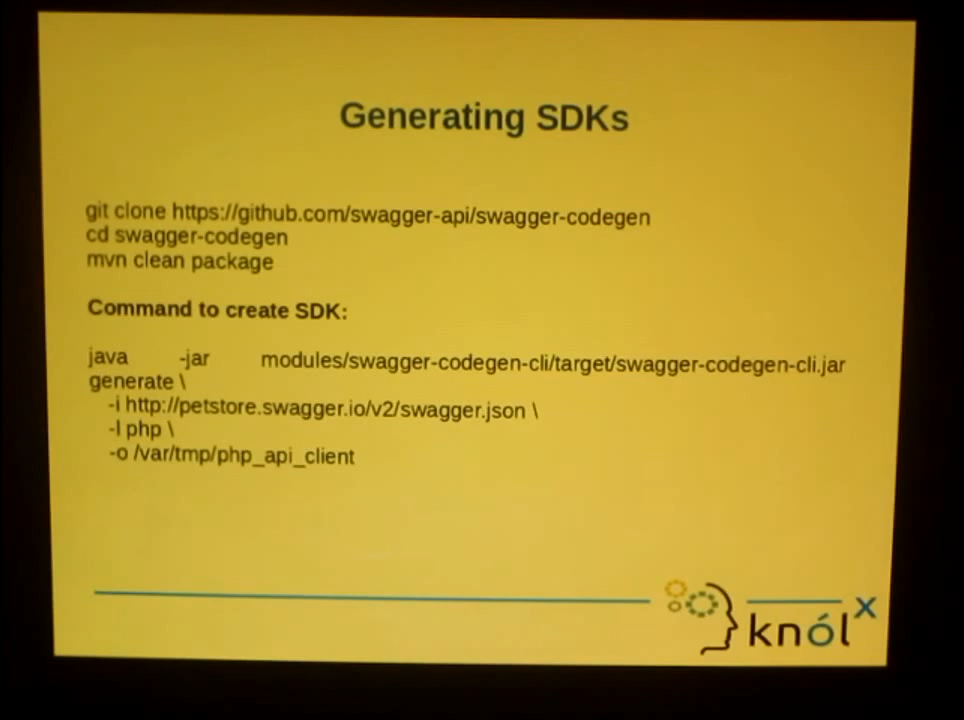 Generating SDKs
git clone https://github.com/swagger-api/swagger-codegen
cd swagger-codegen
mvn clean package
Command to create SDK:
java -jar modules/swagger-codegen-cli/target/swagger-codegen-cli.jar
generate \
-i http://petstore.swagger.io/v2/swagger.json \
-l php \
-o /var/tmp/php_api_client
knól x